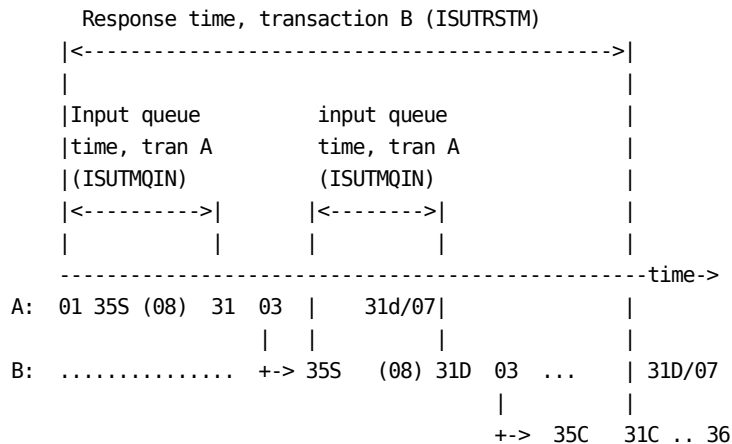 Response time, transaction B (ISUTRSTM)
|<-------------------------------------------->|
|                                              |
|Input queue          input queue               |
|time, tran A         time, tran A              |
|(ISUTMQIN)           (ISUTMQIN)                |
|<---------->|       |<-------->|               |
|            |       |          |               |
-------------------------------------------------time->
A:  01 35S (08)  31  03  |    31d/07|               |
|   |          |               |
B:  ............... +-> 35S   (08) 31D  03  ...    | 31D/07
|          |
+->  35C   31C .. 36